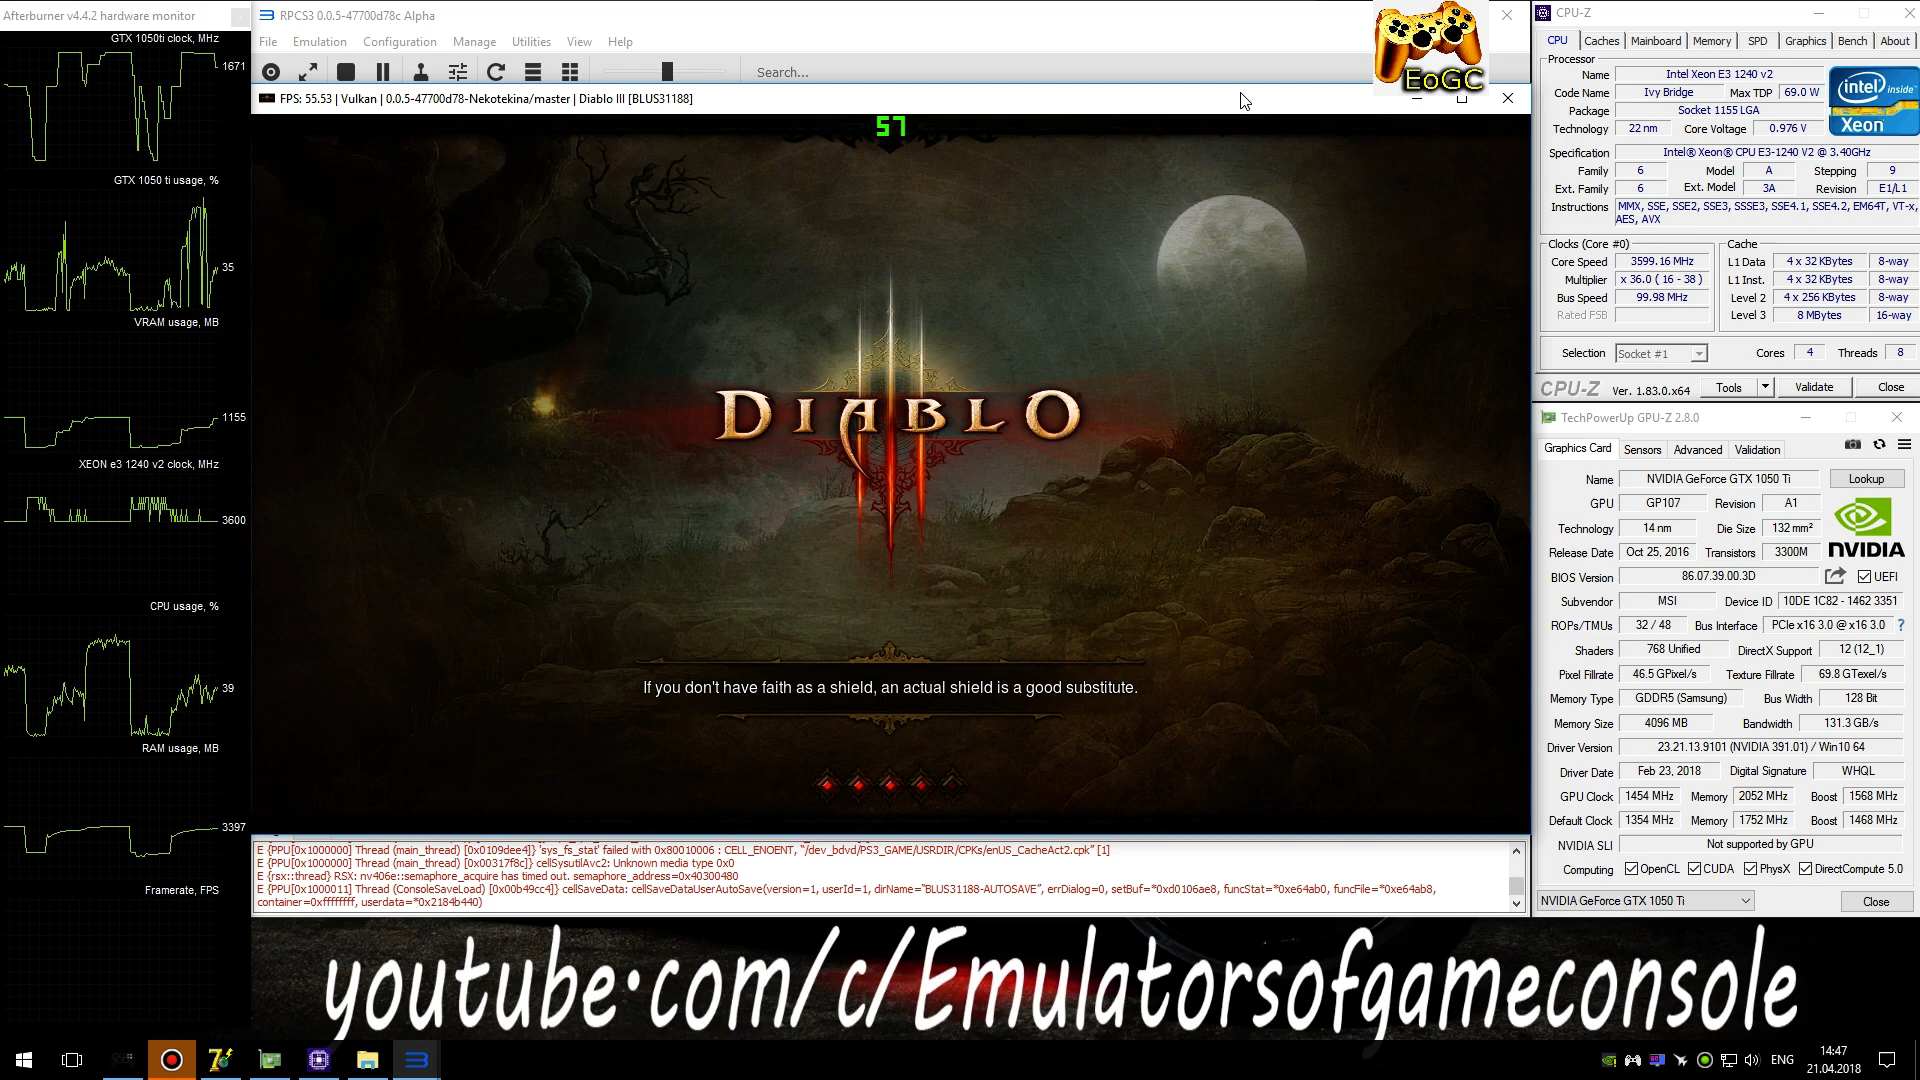 Afterburner v4.4.2 hardware monitor
GTX 1050ti clock, MHz
1671
GTX 1050 ti usage, %
35
VRAM usage, MB
1155
XEON e3 1240 v2 clock, MHz
3600
CPU usage, %
39
RAM usage, MB
3397
Framerate, FPS
RPCS3 0.0.5-47700d78c Alpha
File Emulation Configuration Manage Utilities View Help
Search...
EoGC
FPS: 55.53 | Vulkan | 0.0.5-47700d78-Nekotekina/master | Diablo III [BLUS31188]
57
DIABLO
If you don't have faith as a shield, an actual shield is a good substitute.
E {PPU[0x1000000] Thread (main_thread) [0x0109dee4]} 'sys_fs_stat' failed with 0x80010006 : CELL_ENOENT, “/dev_bdvd/PS3_GAME/USRDIR/CPKs/enUS_CacheAct2.cpk” [1]
E {PPU[0x1000000] Thread (main_thread) [0x00317f8c]} cellSysutilAvc2: Unknown media type 0x0
E {rsx::thread} RSX: nv406e::semaphore_acquire has timed out. semaphore_address=0x40300480
E {PPU[0x1000011] Thread (ConsoleSaveLoad) [0x00b49cc4]} cellSaveData: cellSaveDataUserAutoSave(version=1, userId=1, dirName=“BLUS31188-AUTOSAVE”, errDialog=0, setBuf=*0xd0106ae8, funcStat=*0xe64ab0, funcFile=*0xe64ab8,
container=0xffffffff, userdata=*0x2184b440)
youtube.com/c/Emulatorsofgameconsole
CPU-Z
CPU Caches Mainboard Memory SPD Graphics Bench About
Processor
Name Intel Xeon E3 1240 v2
Code Name Ivy Bridge Max TDP 69.0 W
Package Socket 1155 LGA
Technology 22 nm Core Voltage 0.976 V
intel inside™
Xeon
Specification Intel® Xeon® CPU E3-1240 V2 @ 3.40GHz
Family 6 Model A Stepping 9
Ext. Family 6 Ext. Model 3A Revision E1/L1
Instructions MMX, SSE, SSE2, SSE3, SSSE3, SSE4.1, SSE4.2, EM64T, VT-x,
AES, AVX
Clocks (Core #0)
Core Speed 3599.16 MHz
Multiplier x 36.0 ( 16 - 38 )
Bus Speed 99.98 MHz
Rated FSB
Cache
L1 Data 4 x 32 KBytes 8-way
L1 Inst. 4 x 32 KBytes 8-way
Level 2 4 x 256 KBytes 8-way
Level 3 8 MBytes 16-way
Selection Socket #1 Cores 4 Threads 8
CPU-Z Ver. 1.83.0.x64 Tools Validate Close
TechPowerUp GPU-Z 2.8.0
Graphics Card Sensors Advanced Validation
Name NVIDIA GeForce GTX 1050 Ti Lookup
GPU GP107 Revision A1
Technology 14 nm Die Size 132 mm²
Release Date Oct 25, 2016 Transistors 3300M
NVIDIA
BIOS Version 86.07.39.00.3D UEFI
Subvendor MSI Device ID 10DE 1C82 - 1462 3351
ROPs/TMUs 32 / 48 Bus Interface PCIe x16 3.0 @ x16 3.0 ?
Shaders 768 Unified DirectX Support 12 (12_1)
Pixel Fillrate 46.5 GPixel/s Texture Fillrate 69.8 GTexel/s
Memory Type GDDR5 (Samsung) Bus Width 128 Bit
Memory Size 4096 MB Bandwidth 131.3 GB/s
Driver Version 23.21.13.9101 (NVIDIA 391.01) / Win10 64
Driver Date Feb 23, 2018 Digital Signature WHQL
GPU Clock 1454 MHz Memory 2052 MHz Boost 1568 MHz
Default Clock 1354 MHz Memory 1752 MHz Boost 1468 MHz
NVIDIA SLI Not supported by GPU
Computing OpenCL CUDA PhysX DirectCompute 5.0
NVIDIA GeForce GTX 1050 Ti Close
ENG
14:47
21.04.2018